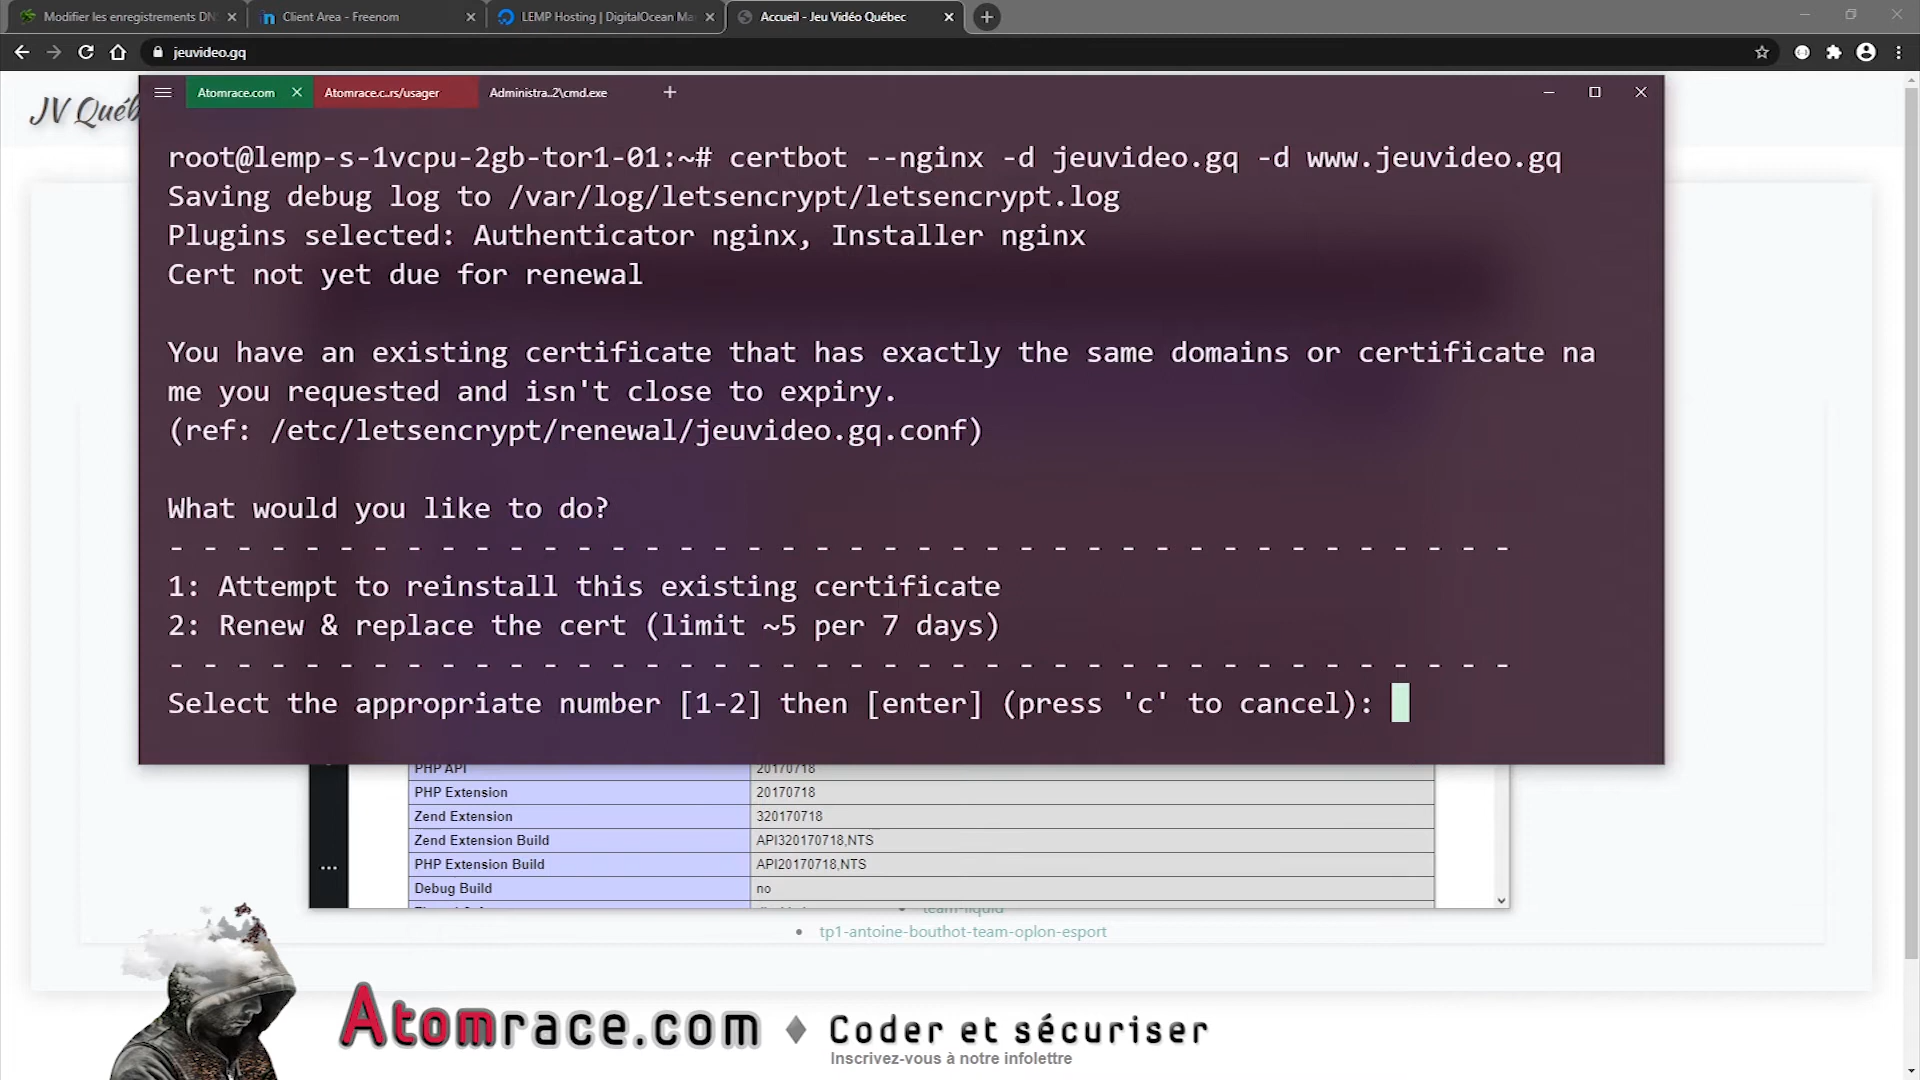 Modifier les enregistrements DN
Client Area - Freenom
LEMP Hosting | DigitalOcean Ma
Accueil - Jeu Vidéo Québec
jeuvideo.gq
JV Québ
Atomrace.com
Atomrace.c..rs/usager
Administra..2\cmd.exe
root@lemp-s-1vcpu-2gb-tor1-01:~# certbot --nginx -d jeuvideo.gq -d www.jeuvideo.gq
Saving debug log to /var/log/letsencrypt/letsencrypt.log
Plugins selected: Authenticator nginx, Installer nginx
Cert not yet due for renewal
You have an existing certificate that has exactly the same domains or certificate na
me you requested and isn't close to expiry.
(ref: /etc/letsencrypt/renewal/jeuvideo.gq.conf)
What would you like to do?
- - - - - - - - - - - - - - - - - - - - - - - - - - - - - - - - - - - - - - - -
1: Attempt to reinstall this existing certificate
2: Renew & replace the cert (limit ~5 per 7 days)
- - - - - - - - - - - - - - - - - - - - - - - - - - - - - - - - - - - - - - - -
Select the appropriate number [1-2] then [enter] (press 'c' to cancel):
PHP API 20170718
PHP Extension 20170718
Zend Extension 320170718
Zend Extension Build API320170718,NTS
PHP Extension Build API20170718,NTS
Debug Build no
team-liquid
tp1-antoine-bouthot-team-oplon-esport
Atomrace.com ♦ Coder et sécuriser
Inscrivez-vous à notre infolettre